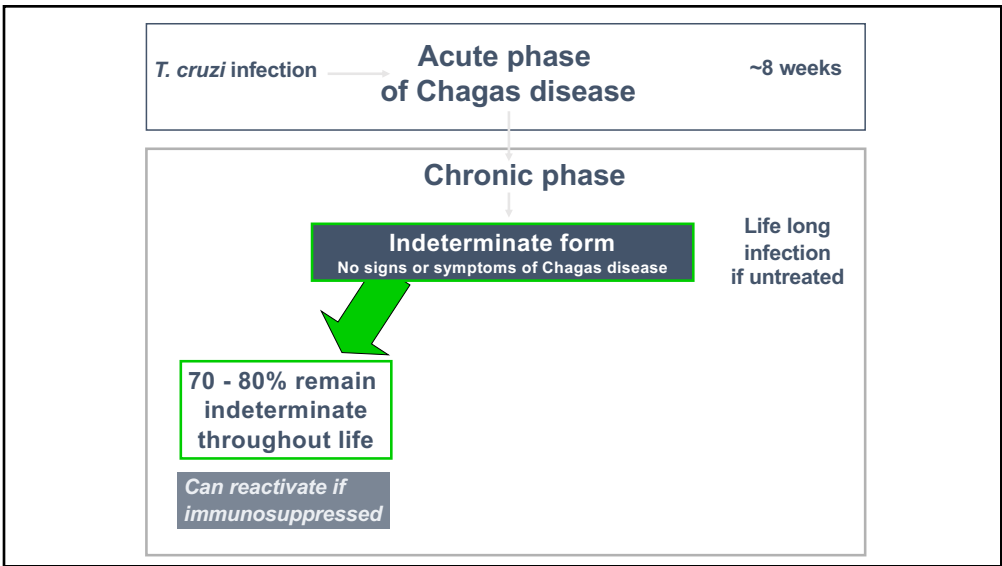 T. cruzi infection
Acute phase
of Chagas disease
~8 weeks
Chronic phase
Indeterminate form
No signs or symptoms of Chagas disease
Life long
infection
if untreated
70 - 80% remain
indeterminate
throughout life
Can reactivate if
immunosuppressed